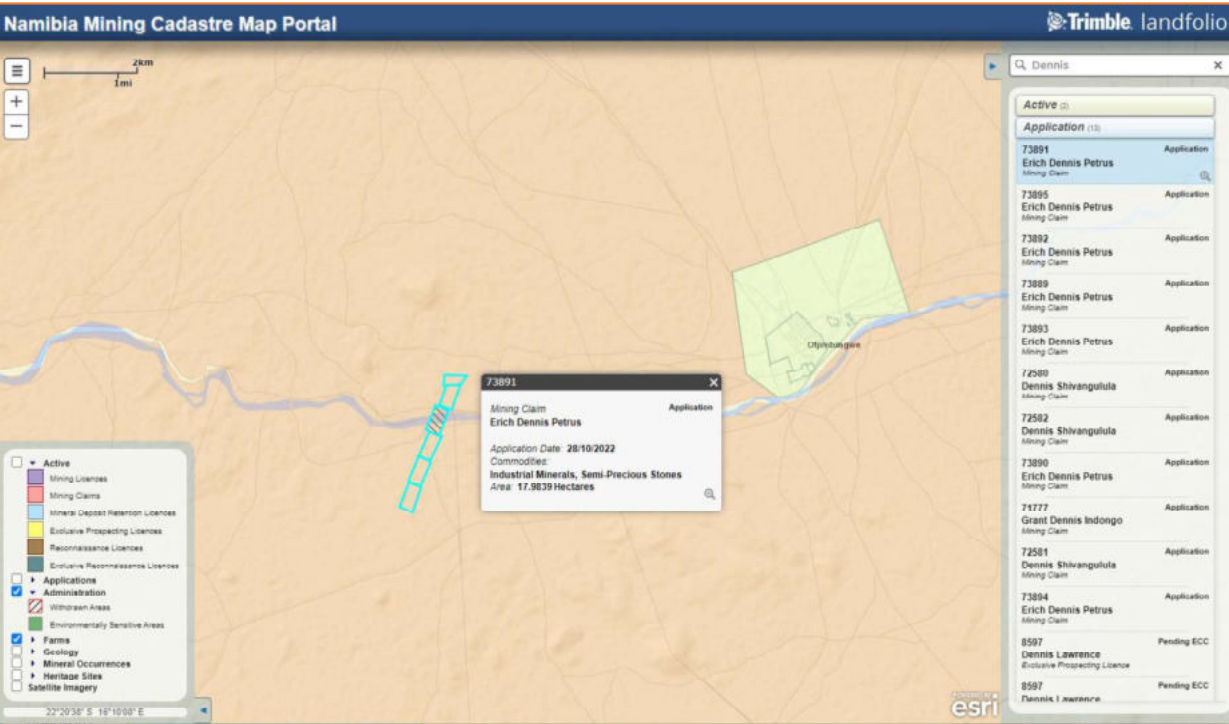 Namibia Mining Cadastre Map Portal
Trimble. landfolio
2km
1mi
Dennis
Active (2)
Application (13)
73891 Application
Erich Dennis Petrus
Mining Claim
73895 Application
Erich Dennis Petrus
Mining Claim
73892 Application
Erich Dennis Petrus
Mining Claim
73889 Application
Erich Dennis Petrus
Mining Claim
73893 Application
Erich Dennis Petrus
Mining Claim
72580 Application
Dennis Shivangulula
Mining Claim
72582 Application
Dennis Shivangulula
Mining Claim
73890 Application
Erich Dennis Petrus
Mining Claim
71777 Application
Grant Dennis Indongo
Mining Claim
72581 Application
Dennis Shivangulula
Mining Claim
73894 Application
Erich Dennis Petrus
Mining Claim
8597 Pending ECC
Dennis Lawrence
Exclusive Prospecting Licence
8597 Pending ECC
Dennis Lawrence
Otjimbingwe
73891
Mining Claim Application
Erich Dennis Petrus
Application Date: 28/10/2022
Commodities:
Industrial Minerals, Semi-Precious Stones
Area: 17.9839 Hectares
Active
Mining Licences
Mining Claims
Mineral Deposit Retention Licences
Exclusive Prospecting Licences
Reconnaissance Licences
Exclusive Reconnaissance Licences
Applications
Administration
Withdrawn Areas
Environmentally Sensitive Areas
Farms
Geology
Mineral Occurrences
Heritage Sites
Satellite Imagery
22°20'38" S 16°10'00" E
POWERED BY
esri